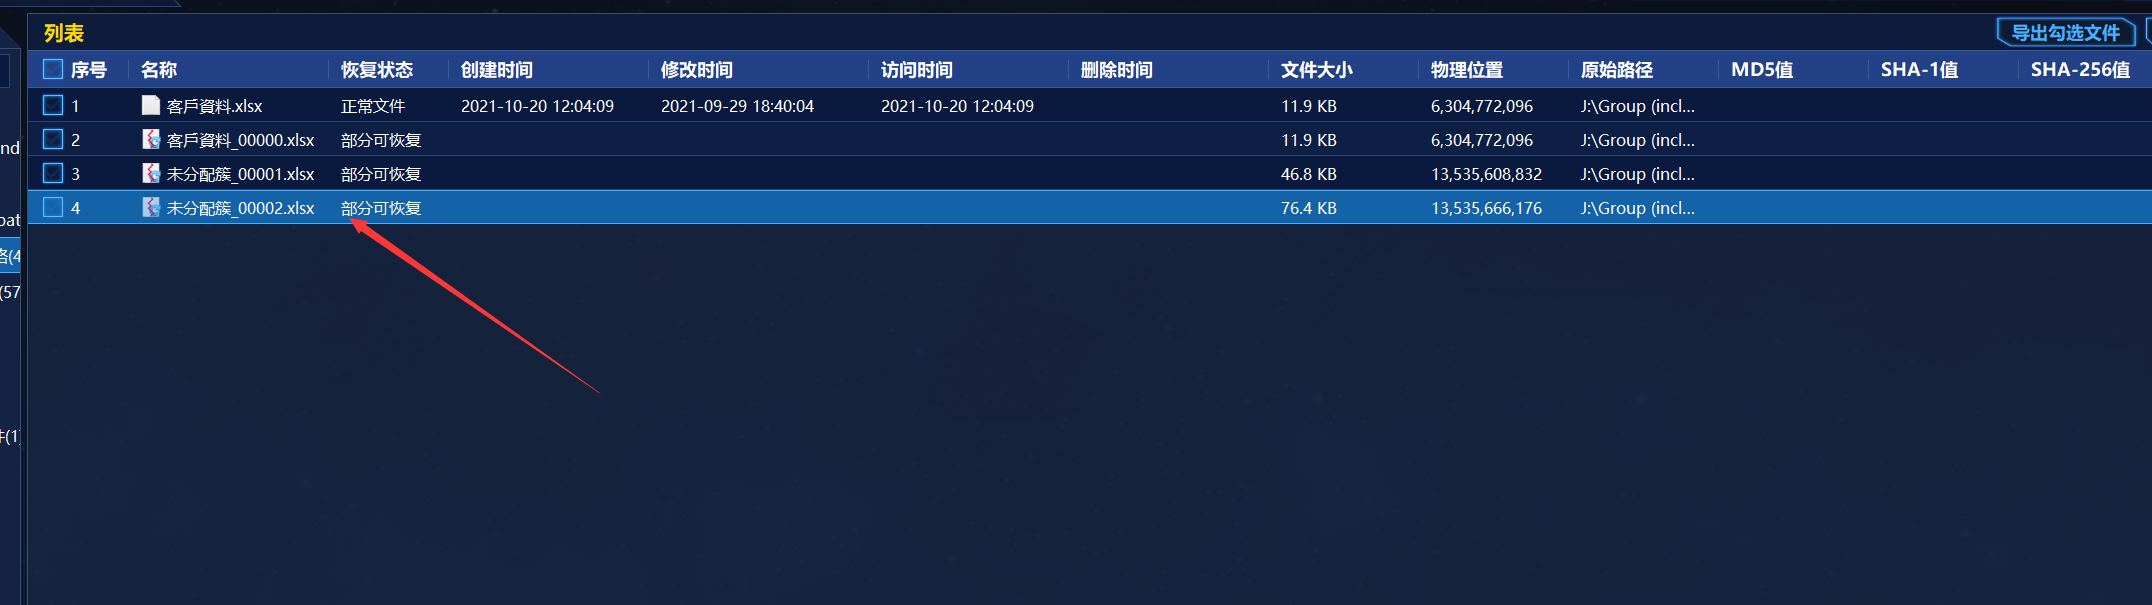 列表 导出勾选文件
序号 名称 恢复状态 创建时间 修改时间 访问时间 删除时间 文件大小 物理位置 原始路径 MD5值 SHA-1值 SHA-256值
1 客戶資料.xlsx 正常文件 2021-10-20 12:04:09 2021-09-29 18:40:04 2021-10-20 12:04:09 11.9 KB 6,304,772,096 J:\Group (incl...
2 客戶資料_00000.xlsx 部分可恢复 11.9 KB 6,304,772,096 J:\Group (incl...
nd
3 未分配簇_00001.xlsx 部分可恢复 46.8 KB 13,535,608,832 J:\Group (incl...
4 未分配簇_00002.xlsx 部分可恢复 76.4 KB 13,535,666,176 J:\Group (incl...
pat
(4
(57
(1)